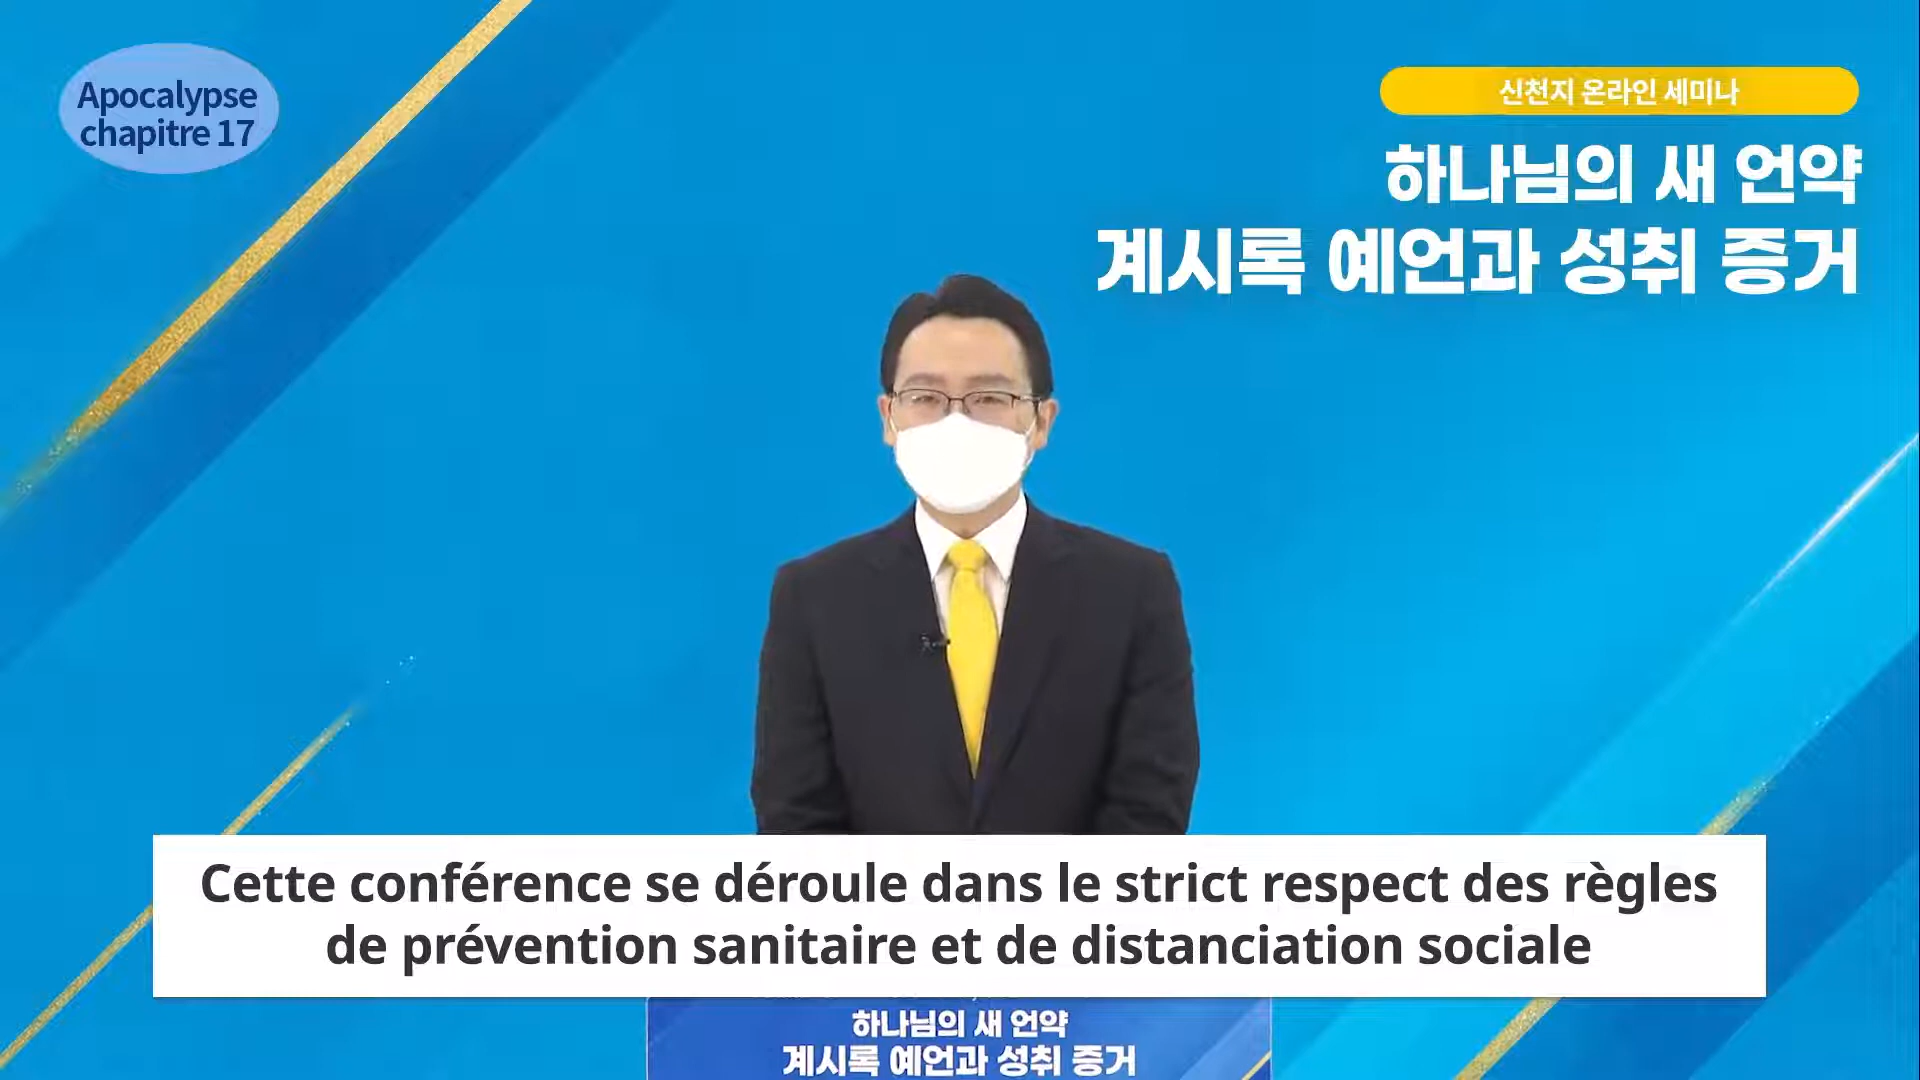 Apocalypse
chapitre 17
신천지 온라인 세미나
하나님의 새 언약
계시록 예언과 성취 증거
Cette conférence se déroule dans le strict respect des règles
de prévention sanitaire et de distanciation sociale
하나님의 새 언약
계시록 예언과 성취 증거